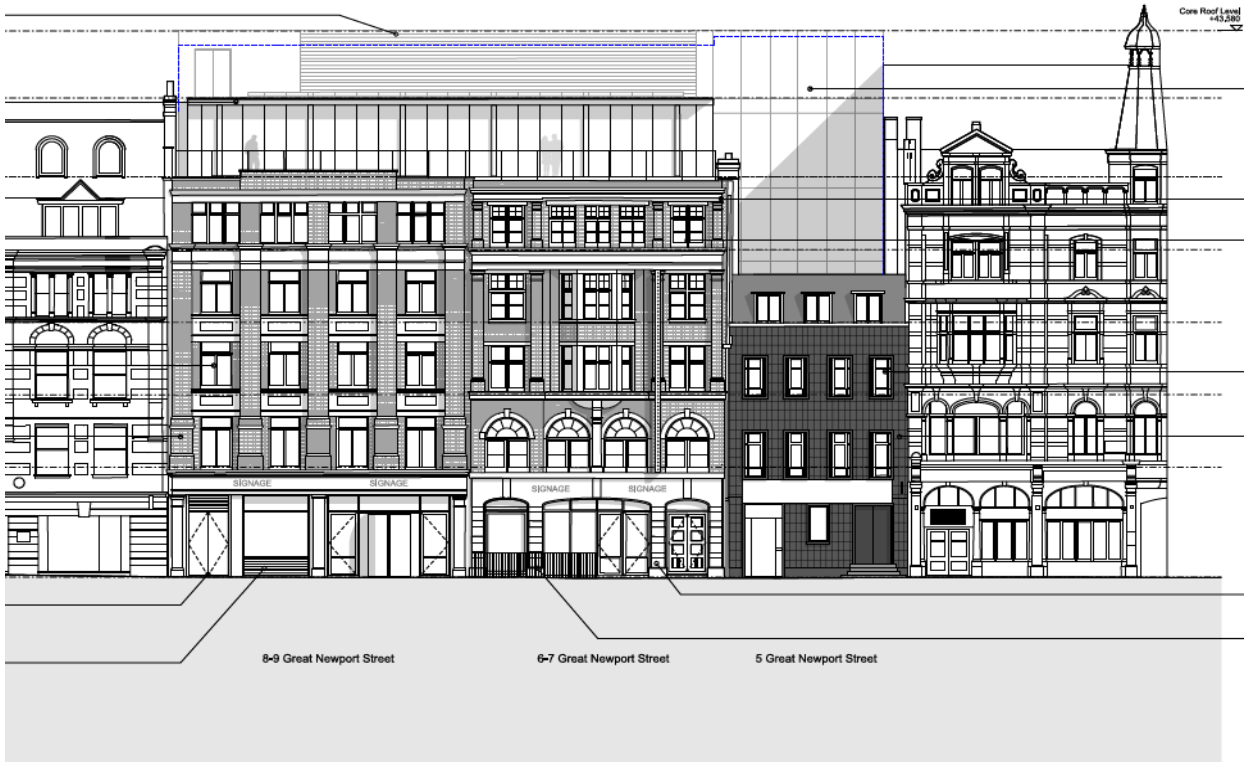 Core Roof Level
+43,580
SIGNAGE
SIGNAGE
SIGNAGE
SIGNAGE
8-9 Great Newport Street
6-7 Great Newport Street
5 Great Newport Street